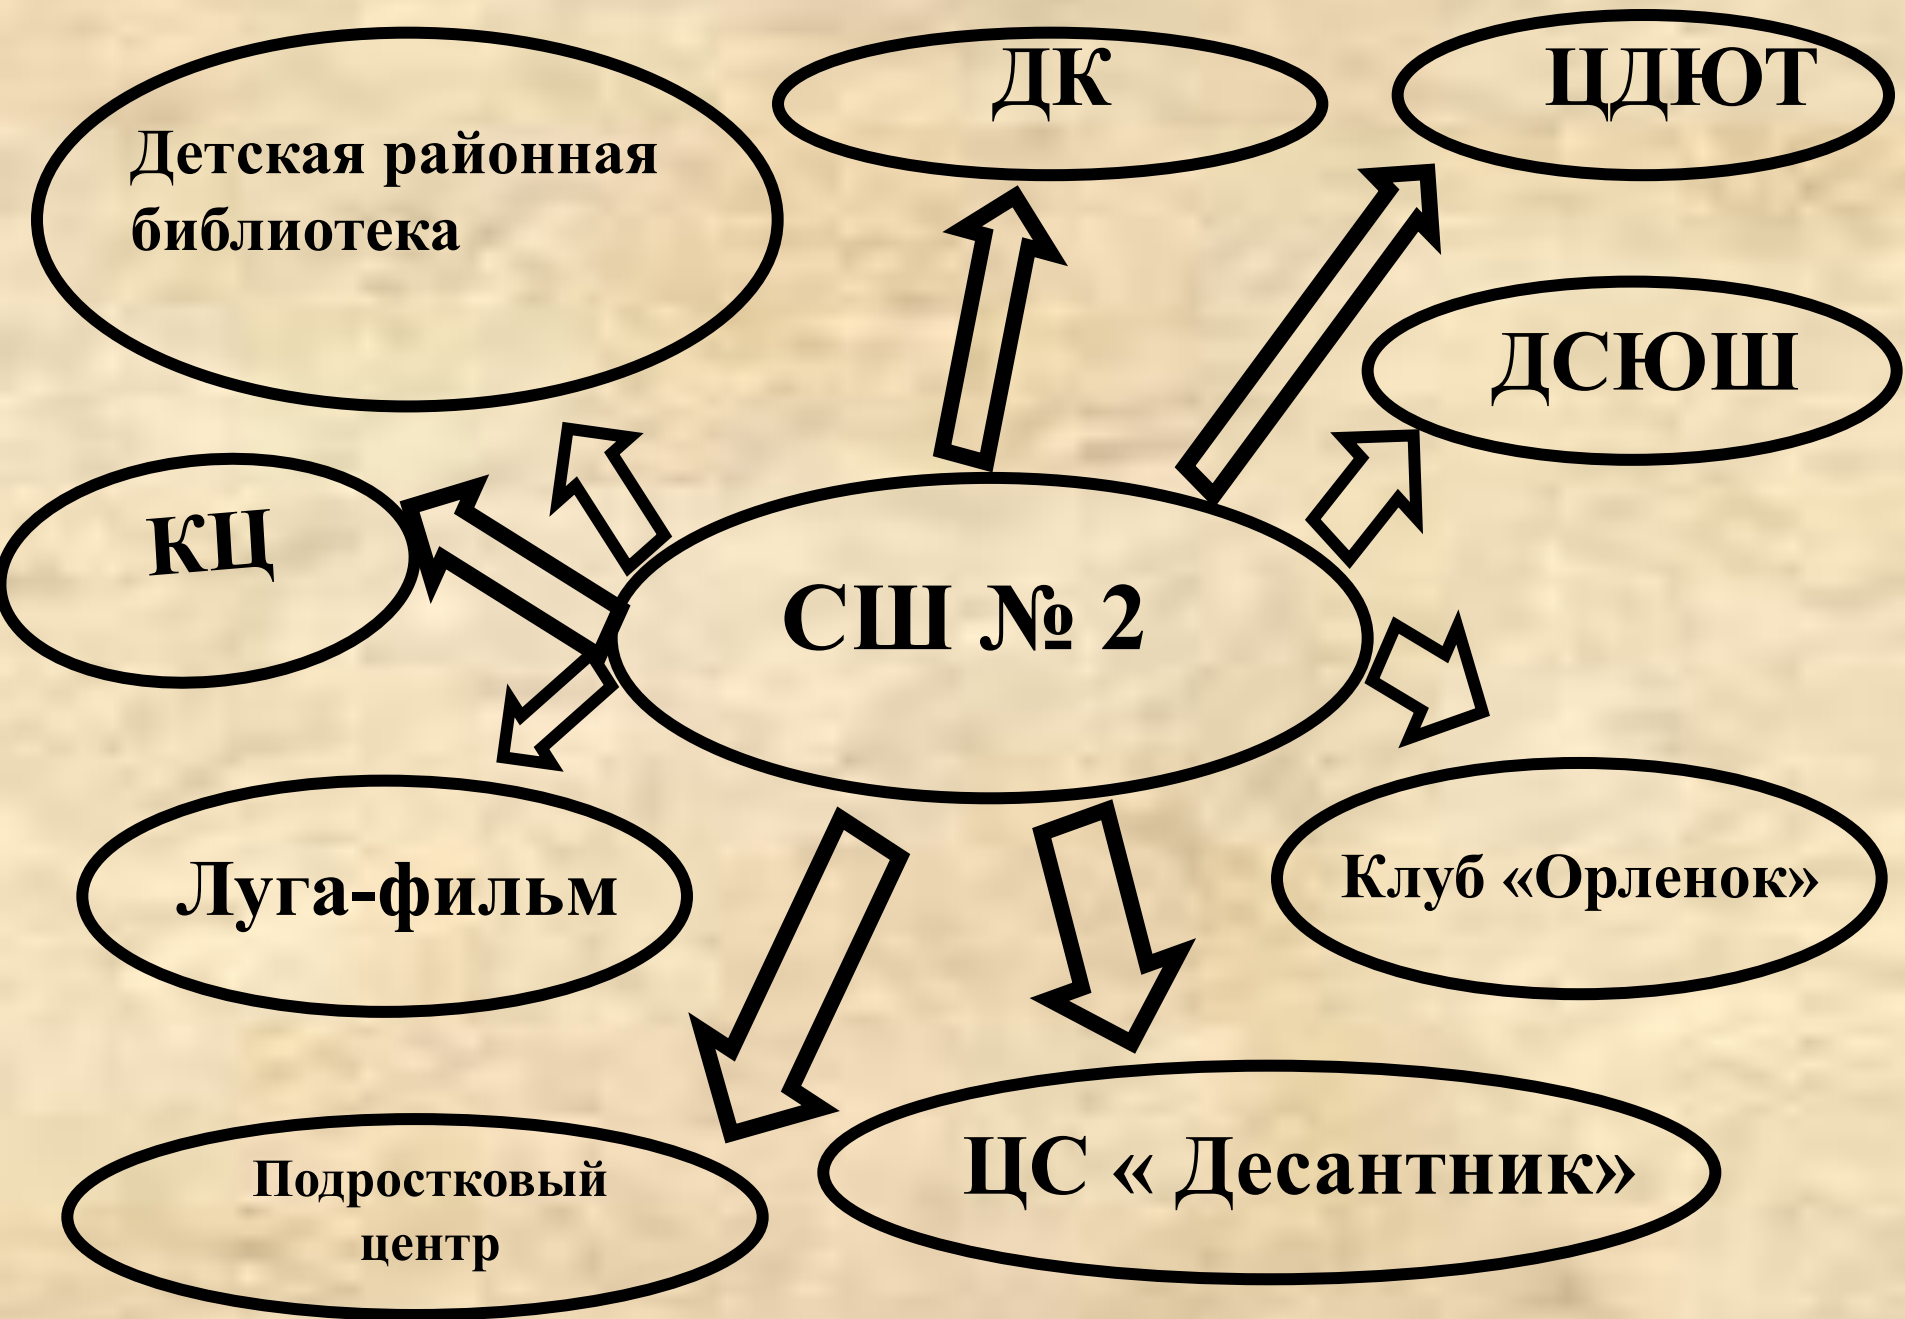 ДК
ЦДЮТ
Детская районная
библиотека
ДСЮШ
КЦ
СШ № 2
Луга-фильм
Клуб «Орленок»
ЦС « Десантник»
Подростковый
центр